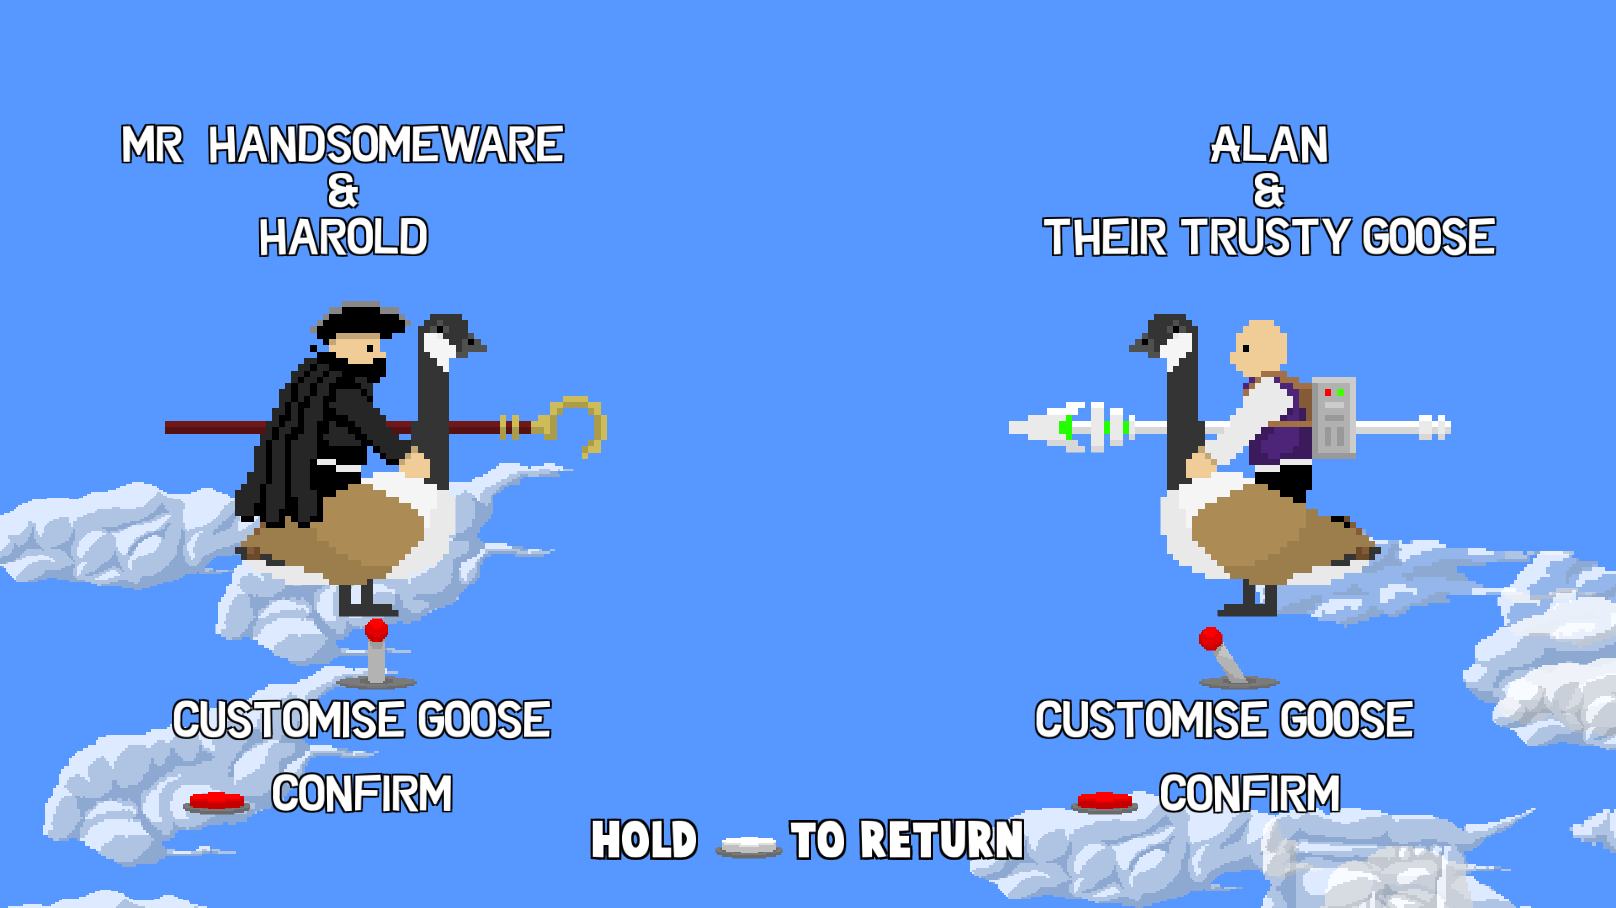 MR HANDSOMEWARE
&
HAROLD
ALAN
&
THEIR TRUSTY GOOSE
CUSTOMISE GOOSE
CONFIRM
CUSTOMISE GOOSE
CONFIRM
HOLD TO RETURN